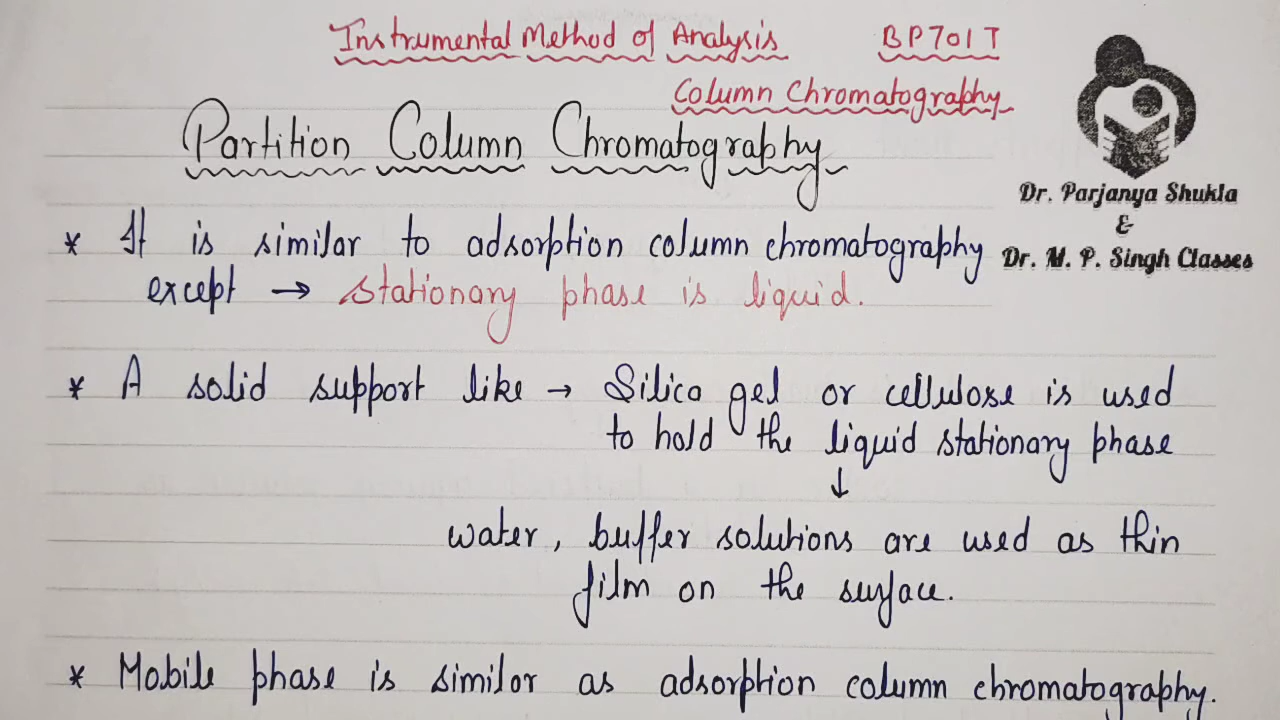 Instrumental Method of Analysis BP701T
Column Chromatography
Partition Column Chromatography
Dr. Parjanya Shukla
&
Dr. M. P. Singh Classes
* It is similar to adsorption column chromatography
except → stationary phase is liquid.
* A solid support like → Silica gel or cellulose is used
to hold the liquid stationary phase
↓
water, buffer solutions are used as thin
film on the surface.
* Mobile phase is similar as adsorption column chromatography.